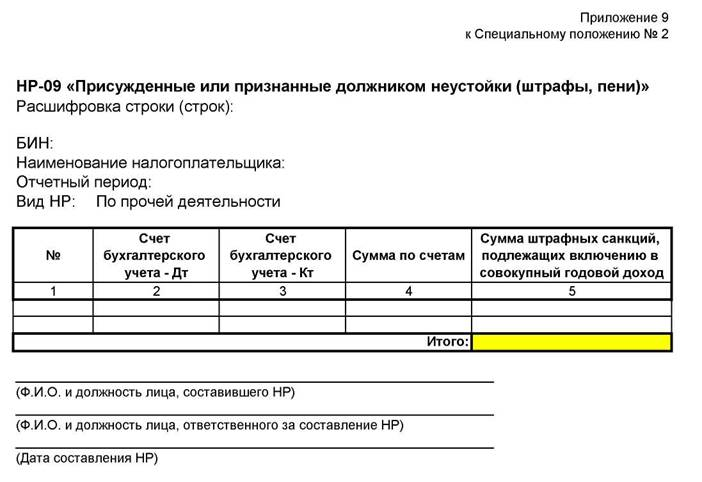 Приложение 9
к Специальному положению № 2
НР-09 «Присужденные или признанные должником неустойки (штрафы, пени)»
Расшифровка строки (строк):
БИН:
Наименование налогоплательщика:
Отчетный период:
Вид НР: По прочей деятельности
№
Счет
бухгалтерского
учета - Дт
Счет
бухгалтерского
учета - Кт
Сумма по счетам
Сумма штрафных санкций,
подлежащих включению в
совокупный годовой доход
1 2 3 4 5
Итого:
(Ф.И.О. и должность лица, составившего НР)
(Ф.И.О. и должность лица, ответственного за составление НР)
(Дата составления НР)